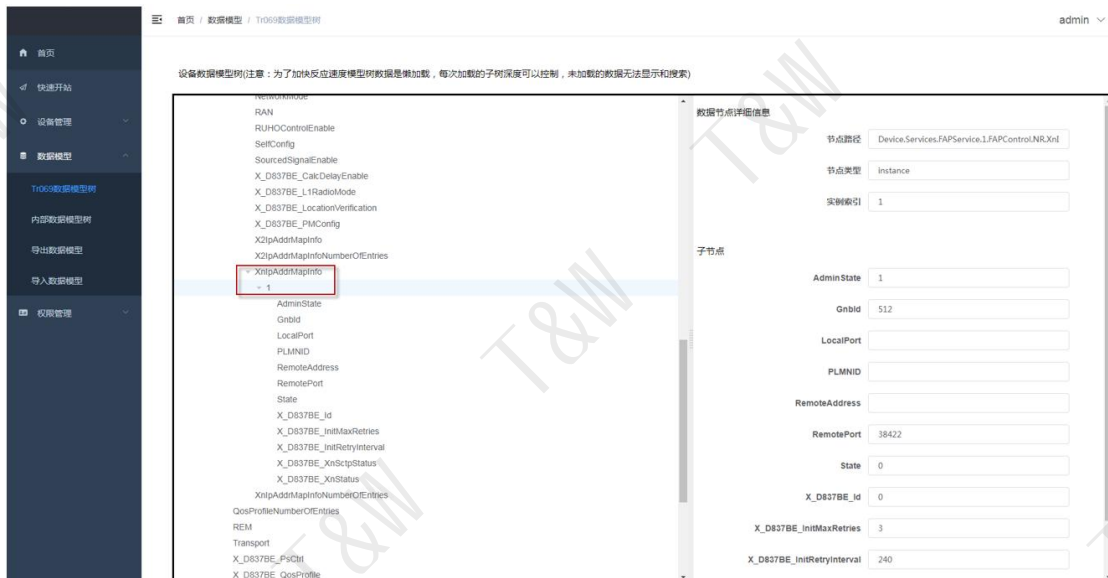 首页 / 数据模型 / Tr069数据模型树
admin
首页
快速开站
设备管理
数据模型
Tr069数据模型树
内部数据模型树
导出数据模型
导入数据模型
权限管理
设备数据模型树(注意：为了加快反应速度模型树数据是懒加载，每次加载的子树深度可以控制，未加载的数据无法显示和搜索)
NetworkMode
RAN
RUHOControlEnable
SelfConfig
SourcedSignalEnable
X_D837BE_CalcDelayEnable
X_D837BE_L1RadioMode
X_D837BE_LocationVerification
X_D837BE_PMConfig
X2IpAddrMapInfo
X2IpAddrMapInfoNumberOfEntries
XnIpAddrMapInfo
1
AdminState
GnbId
LocalPort
PLMNID
RemoteAddress
RemotePort
State
X_D837BE_Id
X_D837BE_InitMaxRetries
X_D837BE_InitRetryInterval
X_D837BE_XnSctpStatus
X_D837BE_XnStatus
XnIpAddrMapInfoNumberOfEntries
QosProfileNumberOfEntries
REM
Transport
X_D837BE_PsCtrl
X_D837BE_QosProfile
数据节点详细信息
节点路径 Device.Services.FAPService.1.FAPControl.NR.XnI
节点类型 instance
实例索引 1
子节点
AdminState 1
GnbId 512
LocalPort
PLMNID
RemoteAddress
RemotePort 38422
State 0
X_D837BE_Id 0
X_D837BE_InitMaxRetries 3
X_D837BE_InitRetryInterval 240
T&W
T&W
T&W
T&W